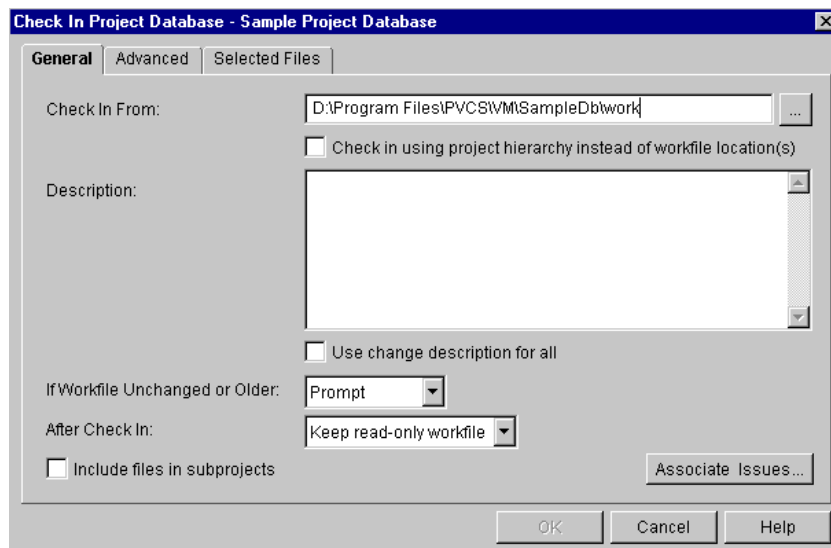 Check In Project Database - Sample Project Database
General Advanced Selected Files
Check In From: D:\Program Files\PVCS\VM\SampleDb\work ...
Check in using project hierarchy instead of workfile location(s)
Description:
Use change description for all
If Workfile Unchanged or Older: Prompt
After Check In: Keep read-only workfile
Include files in subprojects Associate Issues...
OK Cancel Help